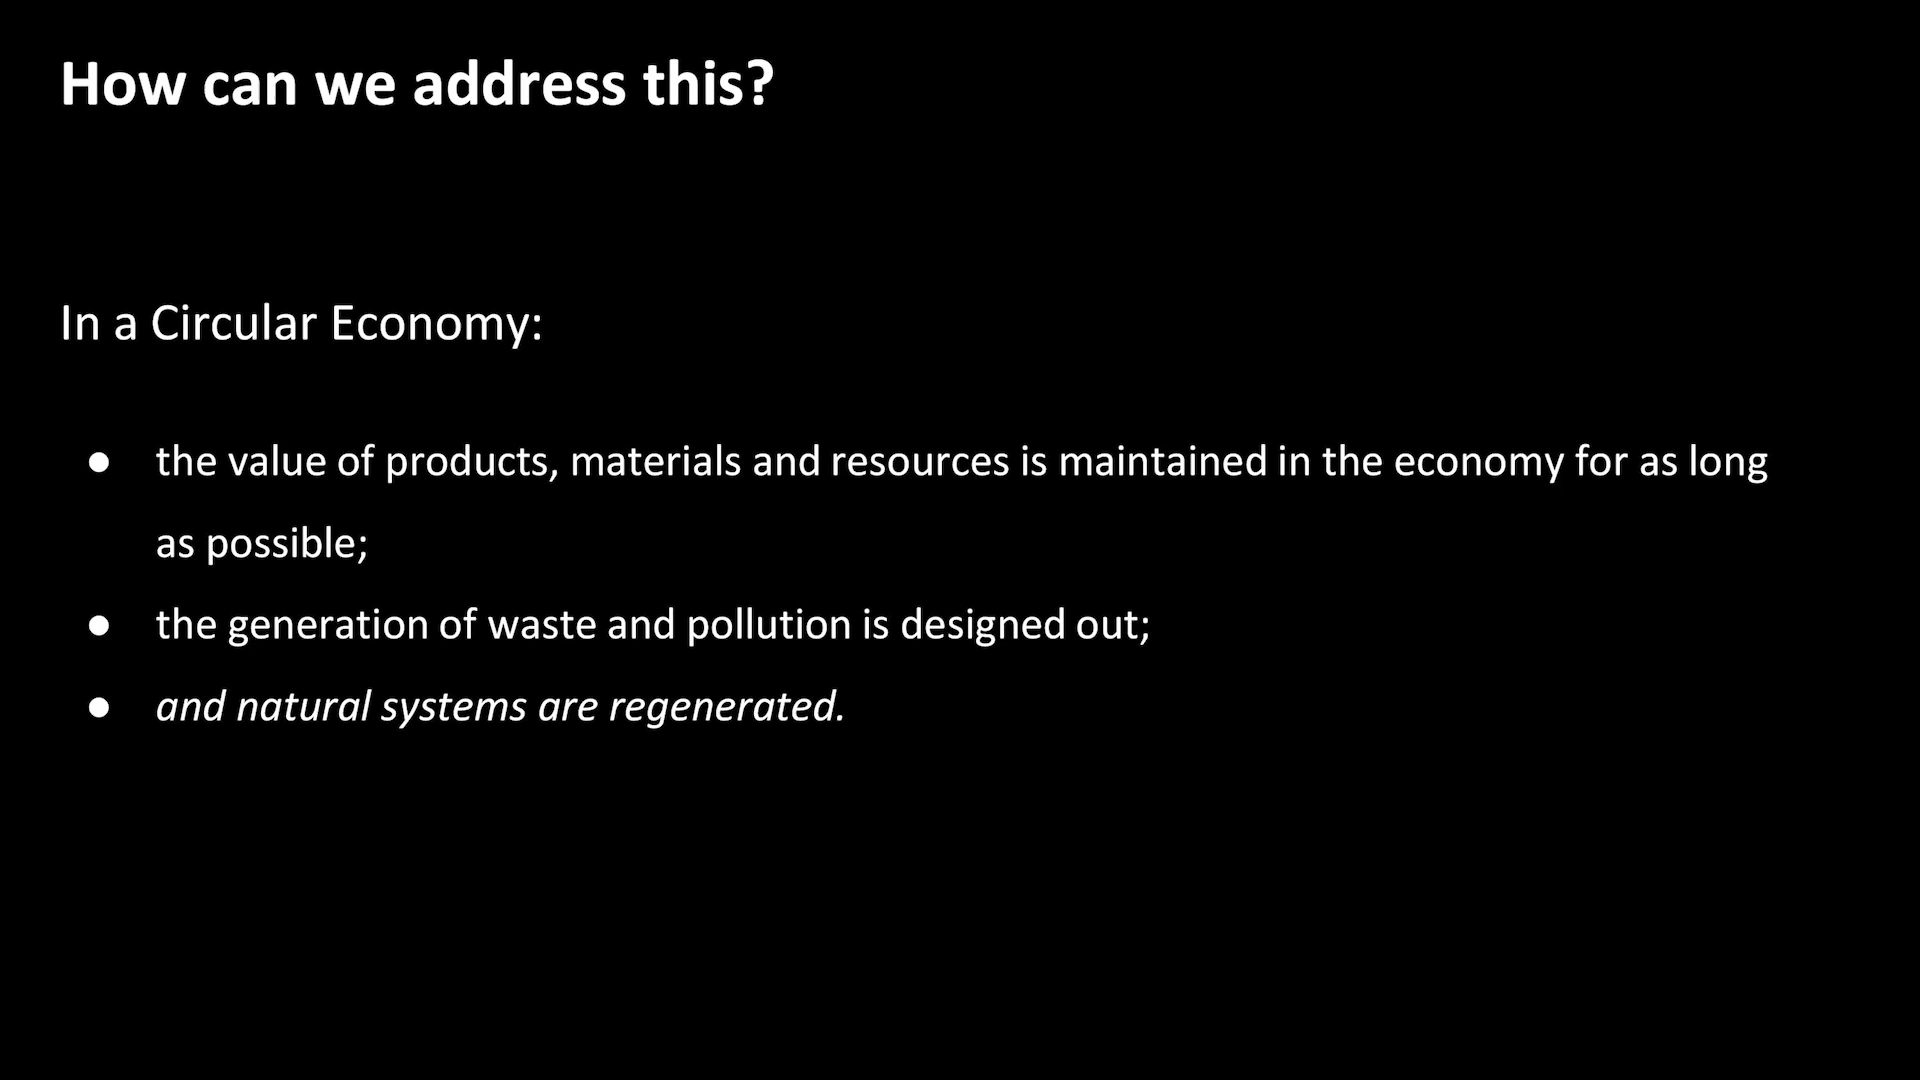 How can we address this?
In a Circular Economy:
● the value of products, materials and resources is maintained in the economy for as long
as possible;
● the generation of waste and pollution is designed out;
● and natural systems are regenerated.